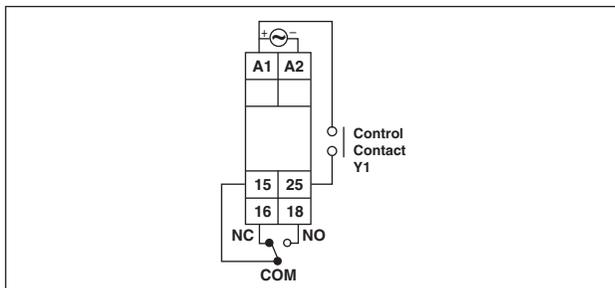 + ~ −
A1 A2
Control
Contact
Y1
15 25
16 18
NC NO
COM